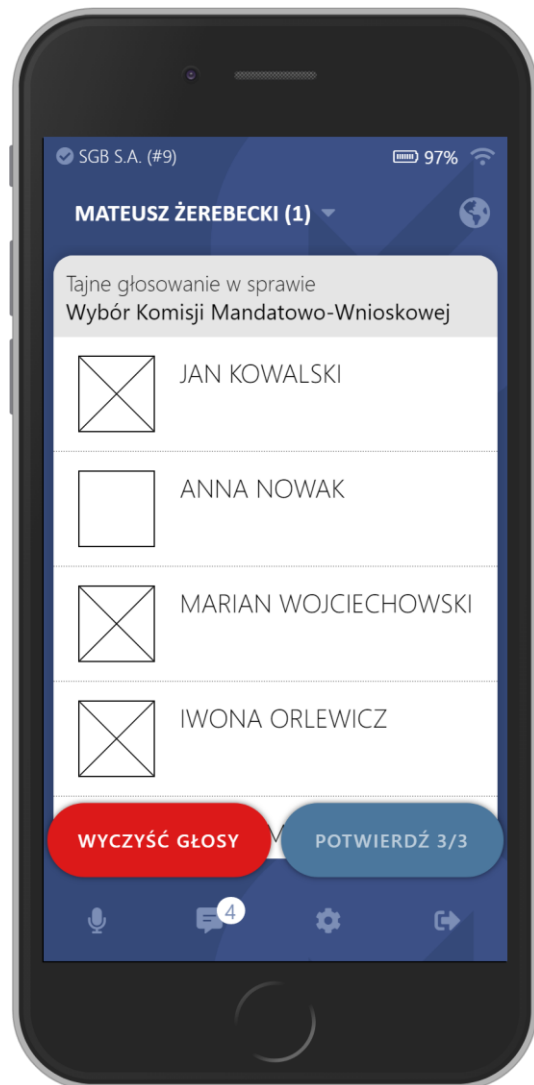 SGB S.A. (#9) 97%
MATEUSZ ŻEREBECKI (1)
Tajne głosowanie w sprawie
Wybór Komisji Mandatowo-Wnioskowej
JAN KOWALSKI
ANNA NOWAK
MARIAN WOJCIECHOWSKI
IWONA ORLEWICZ
WYCZYŚĆ GŁOSY POTWIERDŹ 3/3
4